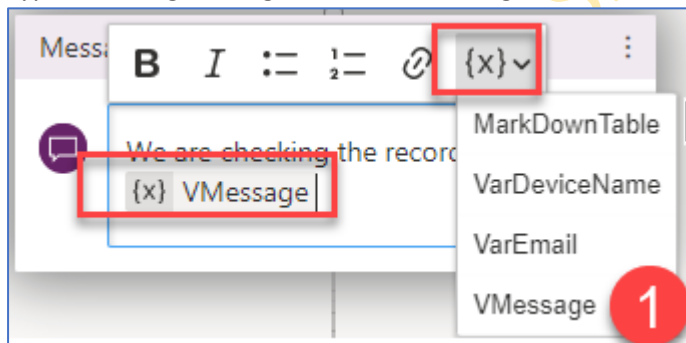 Messa
B I {x}
We are checking the record
{x} VMessage
MarkDownTable
VarDeviceName
VarEmail
VMessage 1